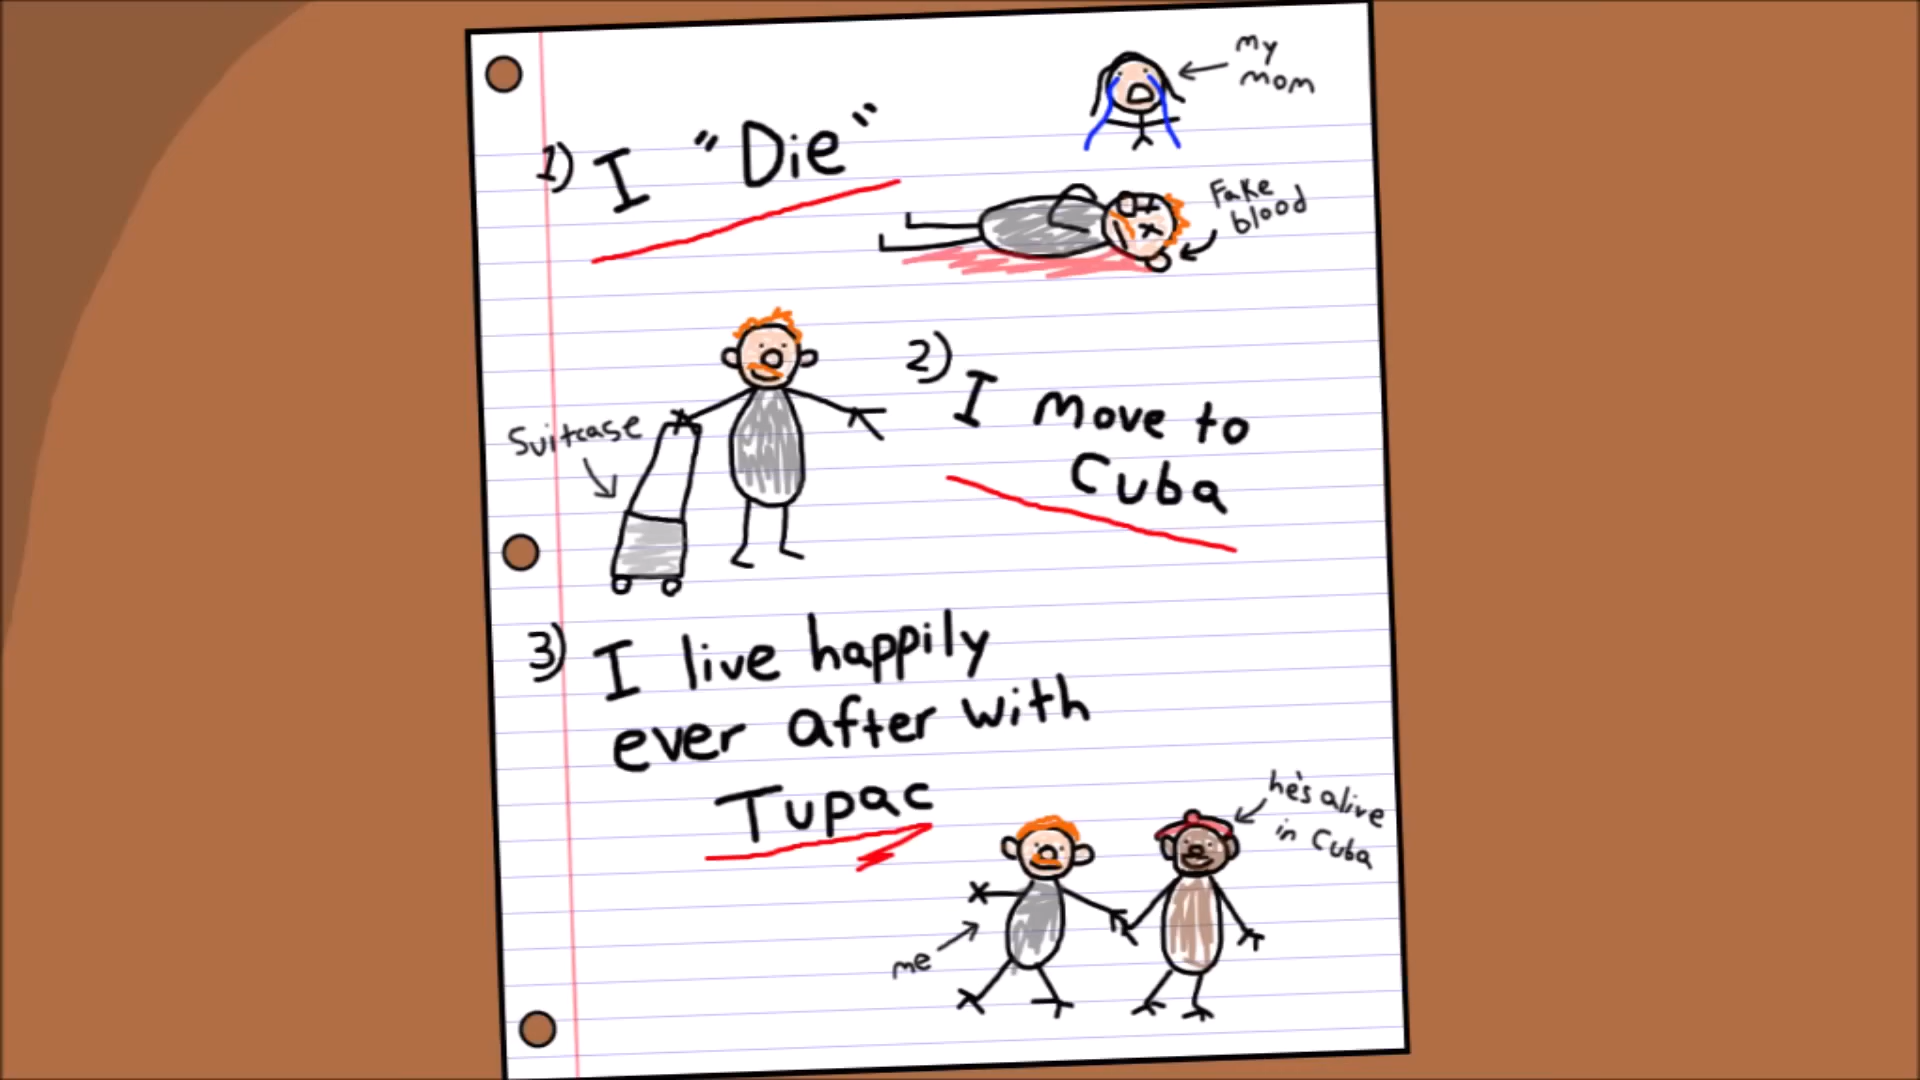 my
mom
1) I "Die"
Fake
blood
Suitcase
2) I move to
Cuba
3) I live happily
ever after with
Tupac
he's alive
in Cuba
me